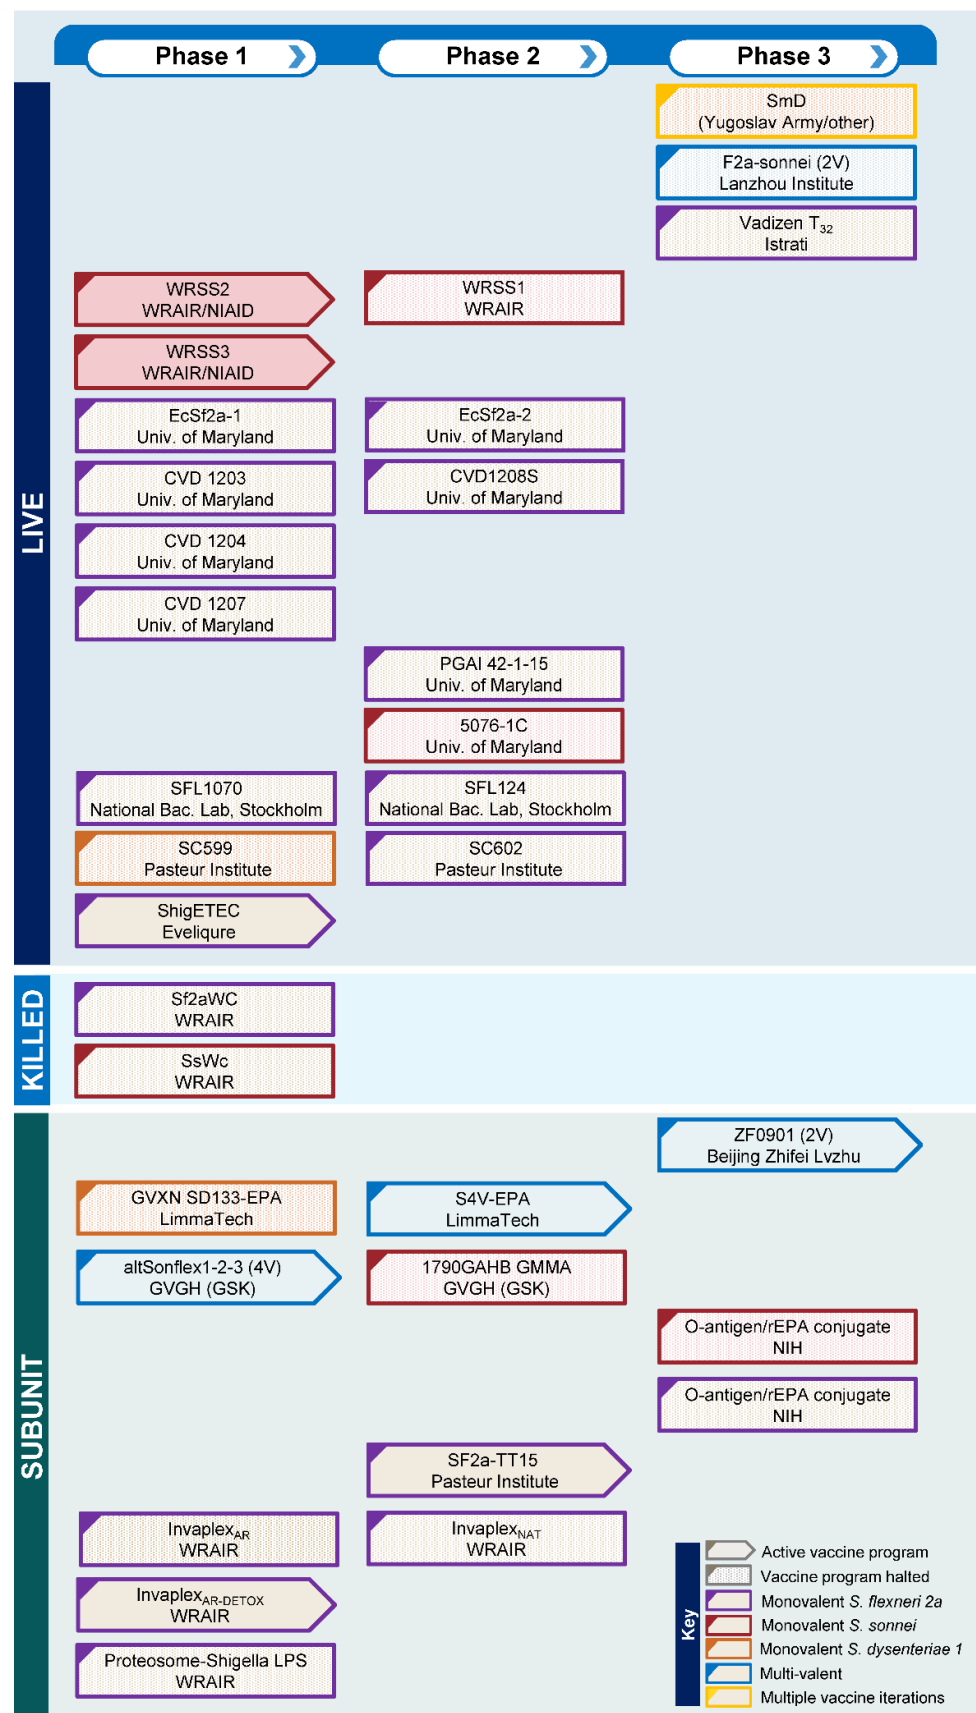 Phase 1
Phase 2
Phase 3
LIVE
SmD
(Yugoslav Army/other)
F2a-sonnei (2V)
Lanzhou Institute
Vadizen T32
Istrati
WRSS2
WRAIR/NIAID
WRSS1
WRAIR
WRSS3
WRAIR/NIAID
EcSf2a-1
Univ. of Maryland
EcSf2a-2
Univ. of Maryland
CVD 1203
Univ. of Maryland
CVD1208S
Univ. of Maryland
CVD 1204
Univ. of Maryland
CVD 1207
Univ. of Maryland
PGAI 42-1-15
Univ. of Maryland
5076-1C
Univ. of Maryland
SFL1070
National Bac. Lab, Stockholm
SFL124
National Bac. Lab, Stockholm
SC599
Pasteur Institute
SC602
Pasteur Institute
ShigETEC
Eveliqure
KILLED
Sf2aWC
WRAIR
SsWc
WRAIR
SUBUNIT
ZF0901 (2V)
Beijing Zhifei Lvzhu
GVXN SD133-EPA
LimmaTech
S4V-EPA
LimmaTech
altSonflex1-2-3 (4V)
GVGH (GSK)
1790GAHB GMMA
GVGH (GSK)
O-antigen/rEPA conjugate
NIH
O-antigen/rEPA conjugate
NIH
SF2a-TT15
Pasteur Institute
InvaplexAR
WRAIR
InvaplexNAT
WRAIR
InvaplexAR-DETOX
WRAIR
Proteosome-Shigella LPS
WRAIR
Key
Active vaccine program
Vaccine program halted
Monovalent S. flexneri 2a
Monovalent S. sonnei
Monovalent S. dysenteriae 1
Multi-valent
Multiple vaccine iterations